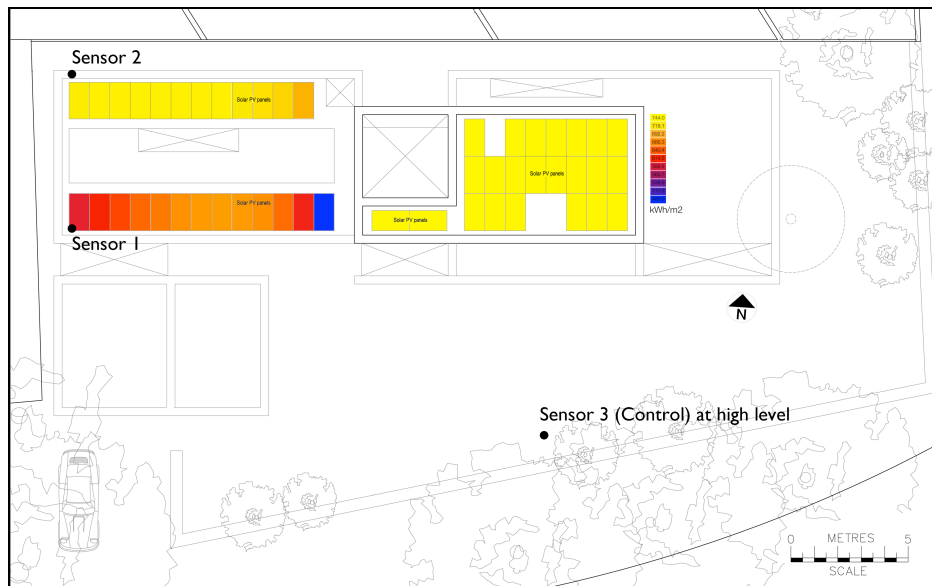 Sensor 2
Solar PV panels
Solar PV panels
Solar PV panels
Solar PV panels
744.0
718.1
kWh/m2
Sensor 1
N
Sensor 3 (Control) at high level
0 METRES 5
SCALE